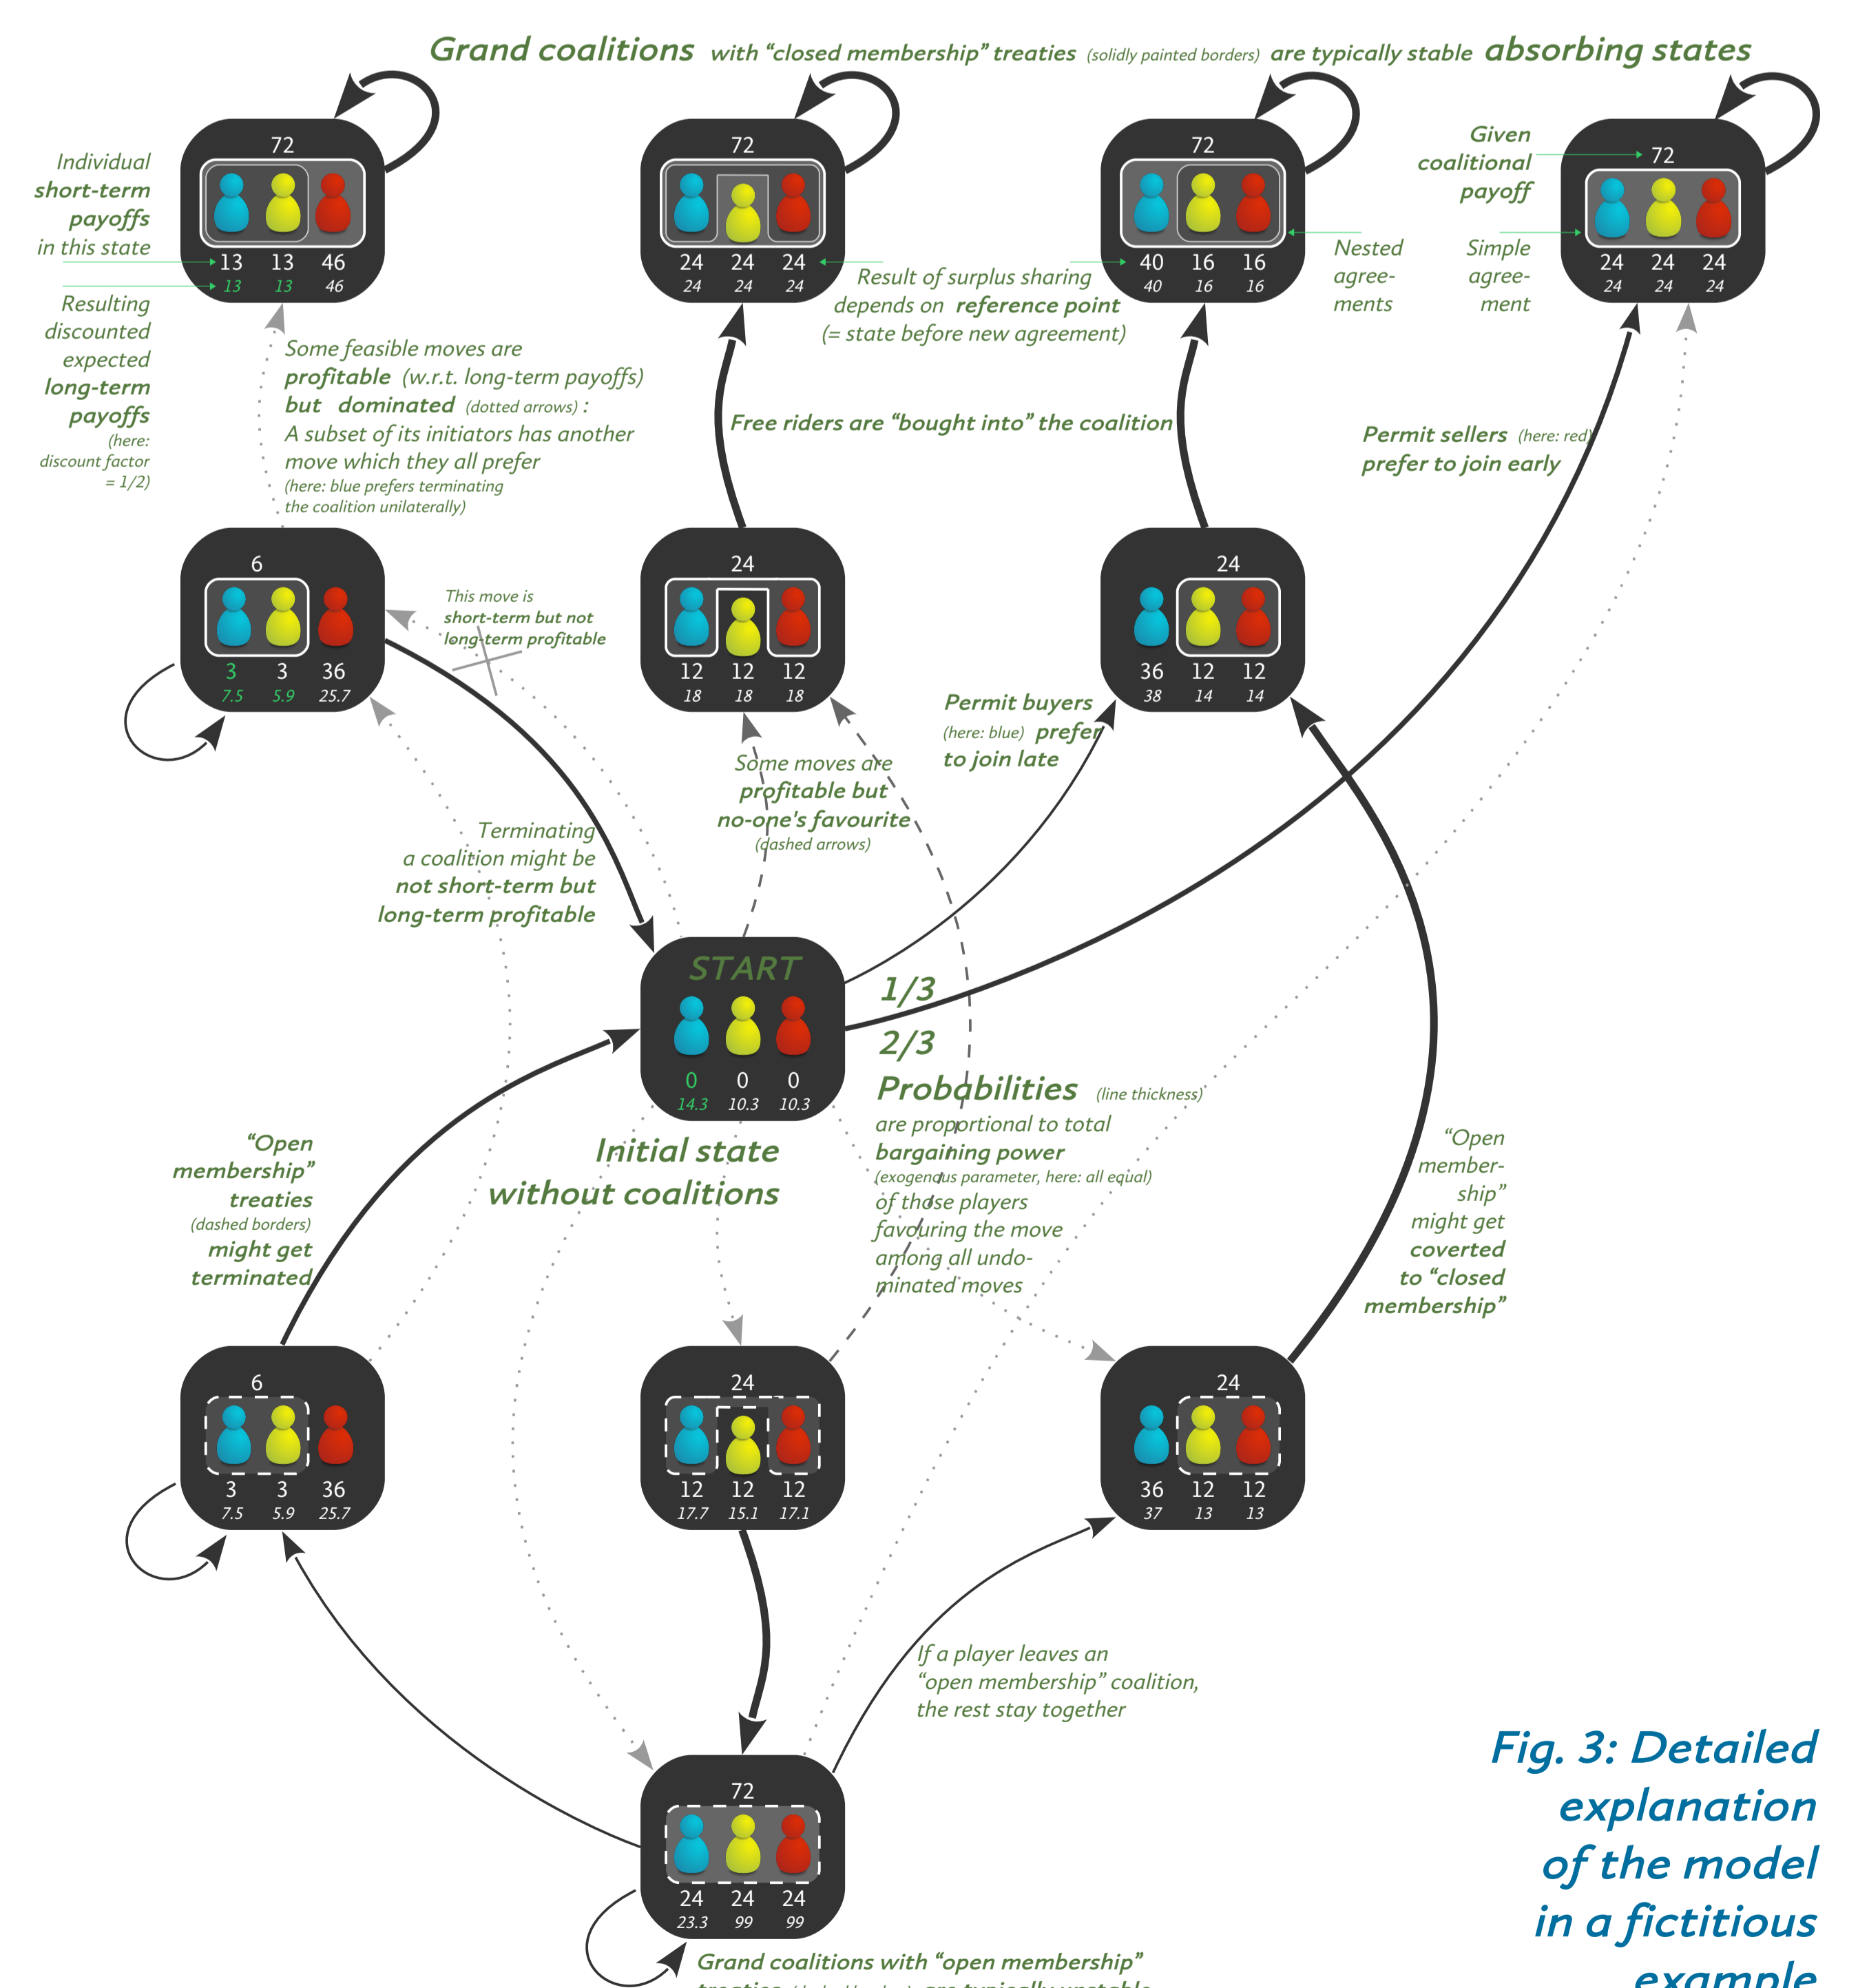 Grand coalitions with “closed membership” treaties (solidly painted borders) are typically stable absorbing states
Individual
short-term
payoffs
in this state
Resulting
discounted
expected
long-term
payoffs
(here:
discount factor
= 1/2)
72
13 13 46
13 13 46
72
24 24 24
24 24 24
72
40 16 16
40 16 16
Given
coalitional
payoff
72
24 24 24
24 24 24
Result of surplus sharing
depends on reference point
(= state before new agreement)
Nested
agree-
ments
Simple
agree-
ment
Some feasible moves are
profitable (w.r.t. long-term payoffs)
but dominated (dotted arrows) :
A subset of its initiators has another
move which they all prefer
(here: blue prefers terminating
the coalition unilaterally)
Free riders are “bought into” the coalition
Permit sellers (here: red)
prefer to join early
6
3 3 36
7.5 5.9 25.7
This move is
short-term but not
long-term profitable
24
12 12 12
18 18 18
24
36 12 12
38 14 14
Permit buyers
(here: blue) prefer
to join late
Some moves are
profitable but
no-one's favourite
(dashed arrows)
Terminating
a coalition might be
not short-term but
long-term profitable
START
0 0 0
14.3 10.3 10.3
1/3
2/3
Initial state
without coalitions
Probabilities (line thickness)
are proportional to total
bargaining power
(exogenous parameter, here: all equal)
of those players
favouring the move
among all undo-
minated moves
“Open
membership”
treaties
(dashed borders)
might get
terminated
“Open
member-
ship”
might get
coverted
to “closed
membership”
6
3 3 36
7.5 5.9 25.7
24
12 12 12
17.7 15.1 17.1
24
36 12 12
37 13 13
If a player leaves an
“open membership” coalition,
the rest stay together
72
24 24 24
23.3 99 99
Grand coalitions with “open membership”
Fig. 3: Detailed
explanation
of the model
in a fictitious
example